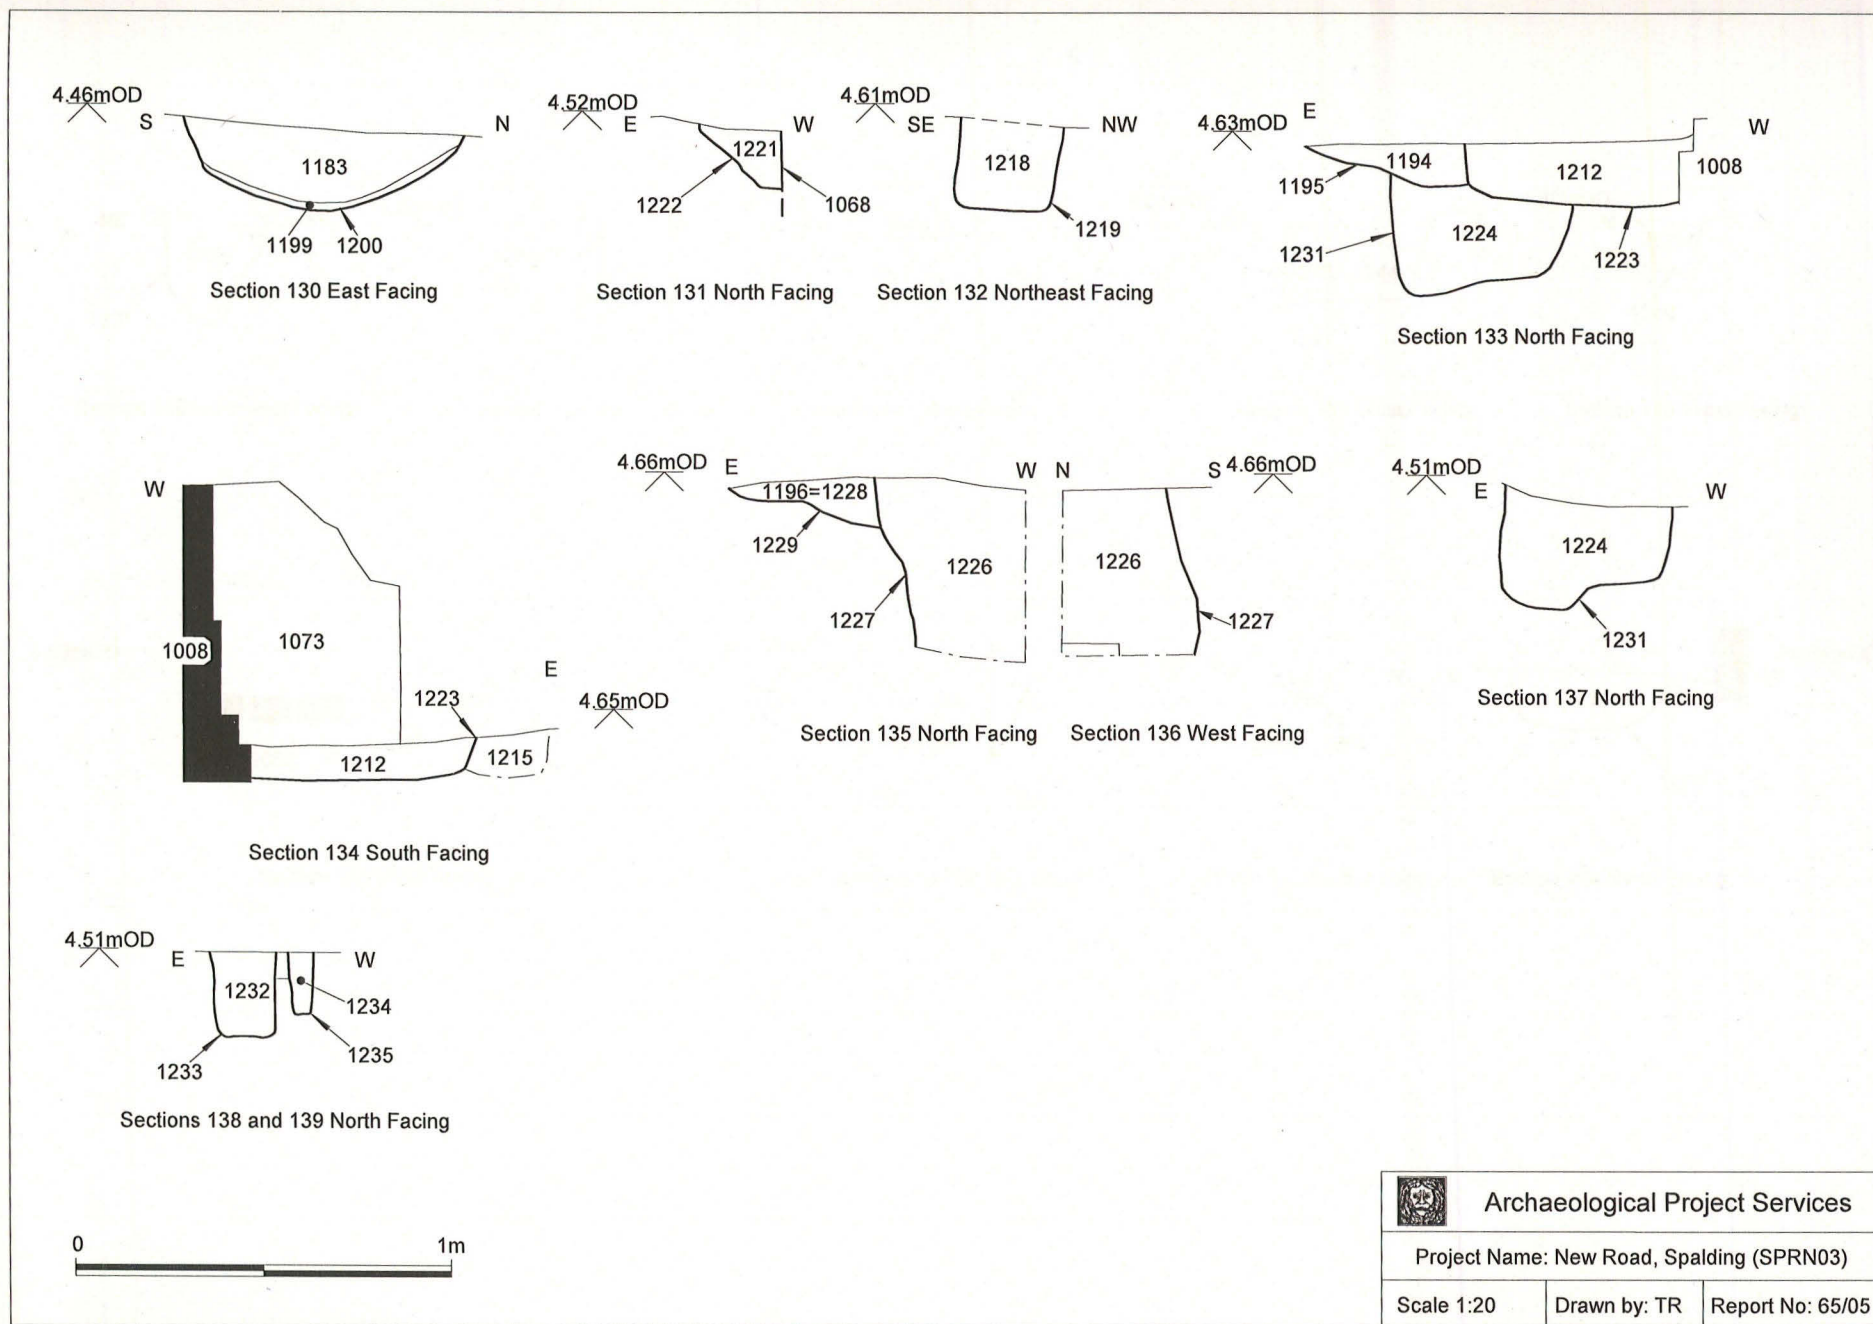 4.46mOD
S
N
1183
1199
1200
Section 130 East Facing
4.52mOD
E
W
1221
1222
1068
Section 131 North Facing
4.61mOD
SE
NW
1218
1219
Section 132 Northeast Facing
4.63mOD
E
W
1194
1212
1008
1195
1231
1224
1223
Section 133 North Facing
W
1008
1073
E
1223
4.65mOD
1212
1215
Section 134 South Facing
4.66mOD
E
W
1196=1228
1229
1226
1227
Section 135 North Facing
N
S
4.66mOD
1226
1227
Section 136 West Facing
4.51mOD
E
W
1224
1231
Section 137 North Facing
4.51mOD
E
W
1232
1234
1233
1235
Sections 138 and 139 North Facing
0
1m
Archaeological Project Services
Project Name: New Road, Spalding (SPRN03)
Scale 1:20
Drawn by: TR
Report No: 65/05